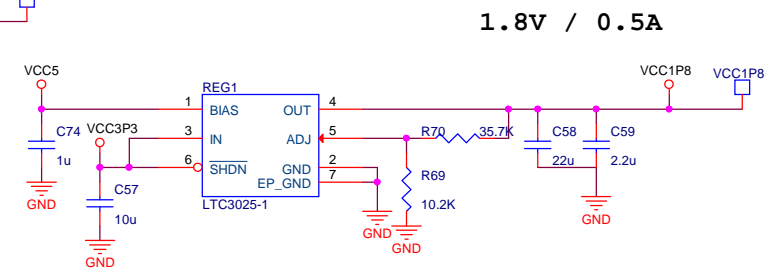 1.8V / 0.5A
VCC5
VCC1P8
VCC1P8
REG1
1
BIAS
OUT
4
C74
1u
VCC3P3
3
IN
ADJ
5
R70
35.7K
C58
22u
C59
2.2u
6
SHDN
GND
2
EP_GND
7
LTC3025-1
R69
10.2K
C57
10u
GND
GND
GND
GND
GND